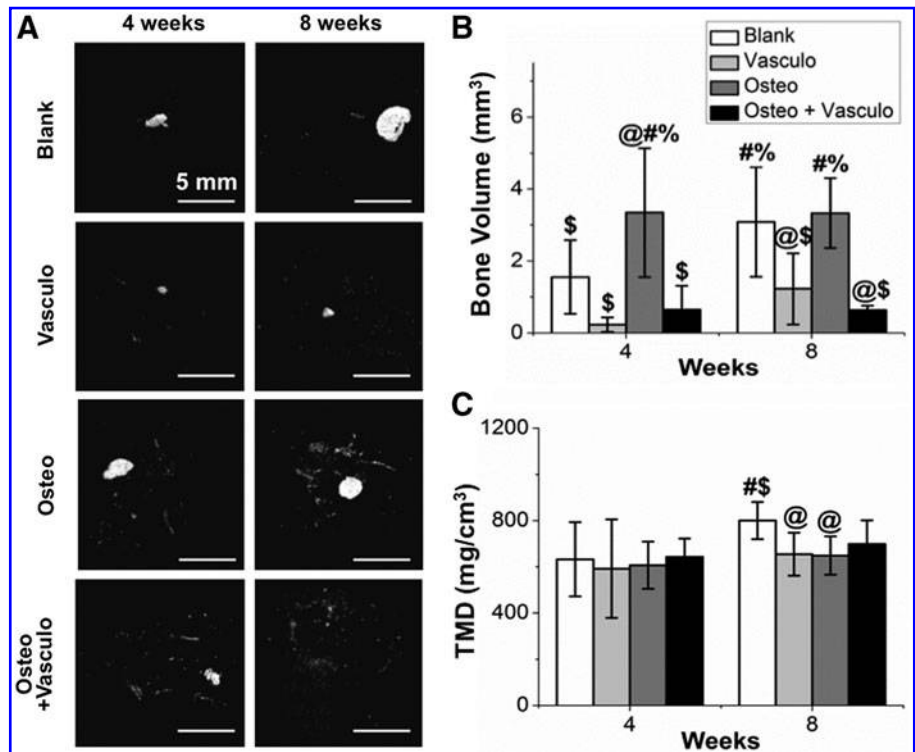 A
4 weeks
8 weeks
Blank
5 mm
Vasculo
Osteo
Osteo
+Vasculo
B
Blank
Vasculo
Osteo
Osteo + Vasculo
Bone Volume (mm³)
6
4
2
0
$
$
@#%
$
#%
@$
#%
@$
4
8
Weeks
C
TMD (mg/cm³)
1200
800
400
0
#$
@
@
4
8
Weeks